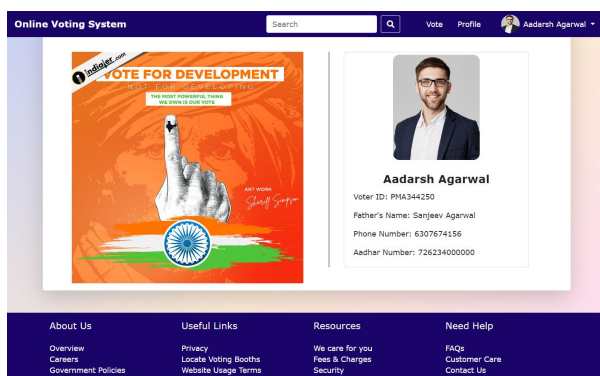 Online Voting System
Search
Vote
Profile
Aadarsh Agarwal
indiajer.com
VOTE FOR DEVELOPMENT
NOT FOR DEVELOPING
THE MOST POWERFUL THING
WE OWN IS OUR VOTE
ART WORK
Shariff Simpson
Aadarsh Agarwal
Voter ID: PMA344250
Father's Name: Sanjeev Agarwal
Phone Number: 6307674156
Aadhar Number: 726234000000
About Us
Overview
Careers
Government Policies
Useful Links
Privacy
Locate Voting Booths
Website Usage Terms
Resources
We care for you
Fees & Charges
Security
Need Help
FAQs
Customer Care
Contact Us